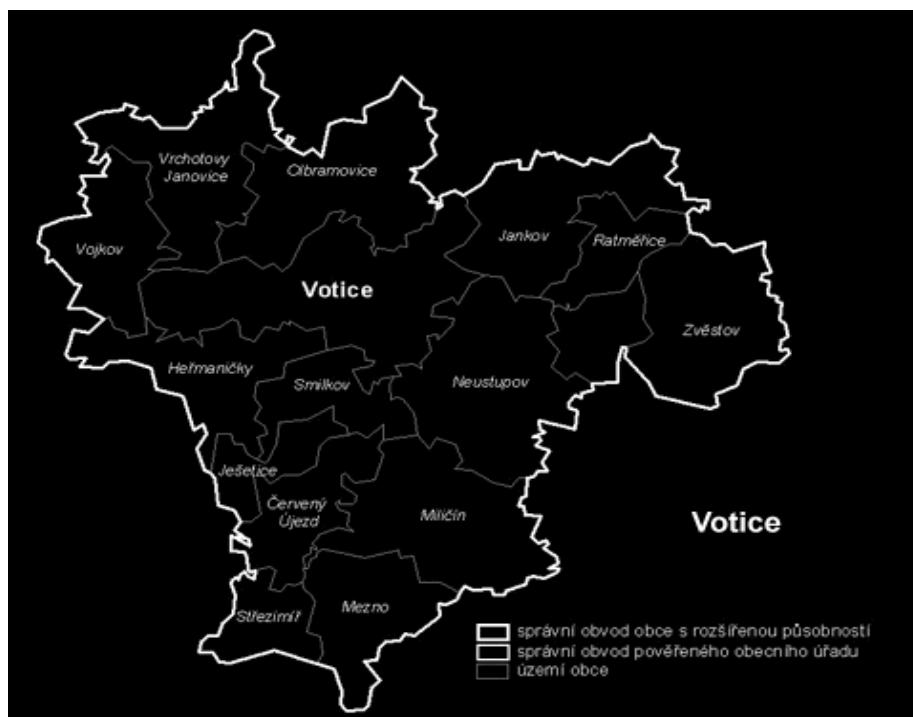 Vrchotovy
Janovice
Olbramovice
Vojkov
Jankov
Ratměřice
Votice
Zvěstov
Heřmaničky
Smilkov
Neustupov
Ješetice
Červený
Újezd
Miličín
Votice
Střezimíř
Mezno
správní obvod obce s rozšířenou působností
správní obvod pověřeného obecního úřadu
území obce